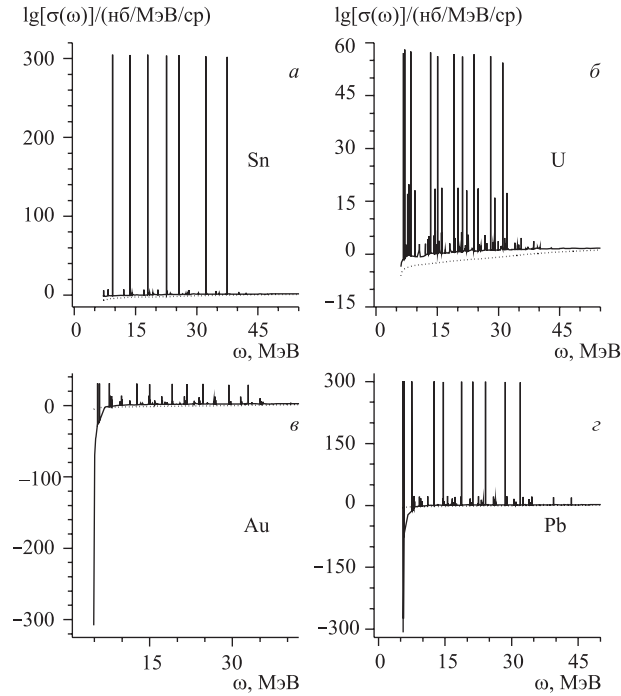 lg[σ(ω)]/(нб/МэВ/ср) lg[σ(ω)]/(нб/МэВ/ср)
300 а
Sn
200
100
0
0 15 30 45
ω, МэВ
60 б
45
U
30
15
0
−15
0 15 30 45
ω, МэВ
0 в
−100
Au
−200
−300
15 30
ω, МэВ
300 г
150
0
Pb
−150
−300
0 15 30 45
ω, МэВ